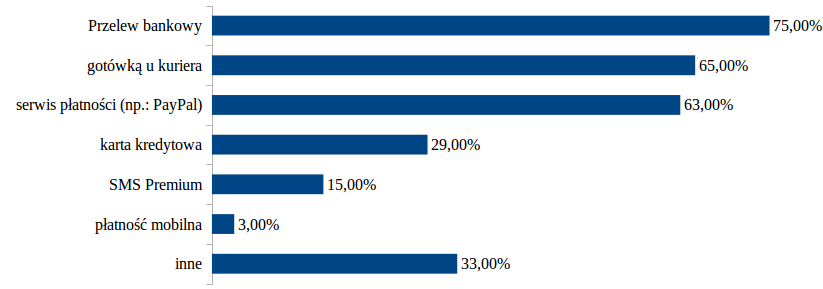 Przelew bankowy 75,00%
gotówką u kuriera 65,00%
serwis płatności (np.: PayPal) 63,00%
karta kredytowa 29,00%
SMS Premium 15,00%
płatność mobilna 3,00%
inne 33,00%